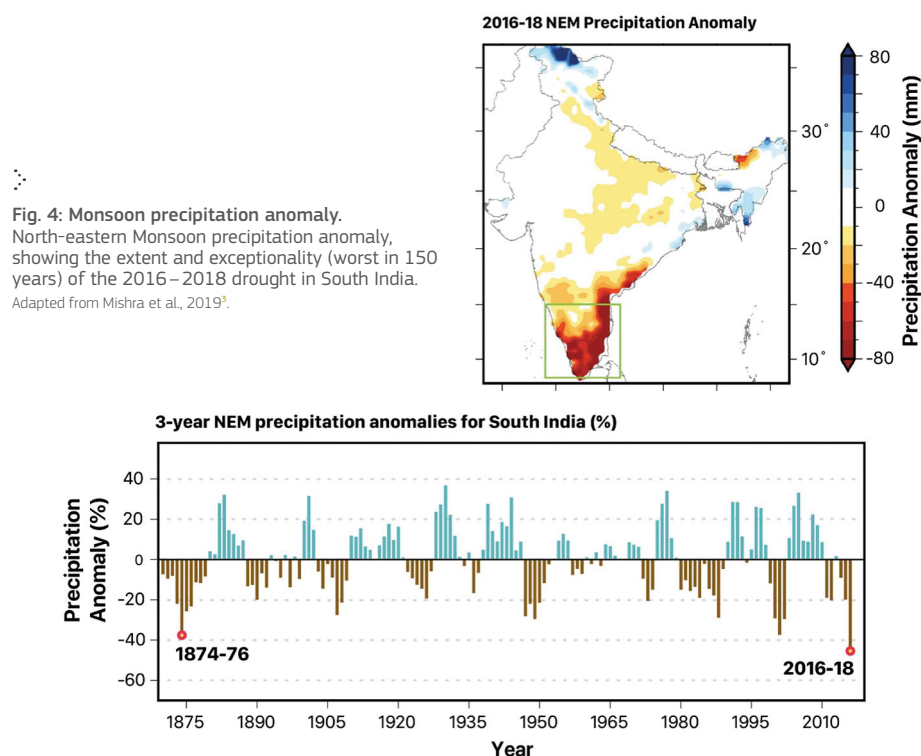 2016-18 NEM Precipitation Anomaly
Fig. 4: Monsoon precipitation anomaly.
North-eastern Monsoon precipitation anomaly,
showing the extent and exceptionality (worst in 150
years) of the 2016–2018 drought in South India.
Adapted from Mishra et al., 2019³.
30°
20°
10°
80
40
0
-40
-80
Precipitation Anomaly (mm)
3-year NEM precipitation anomalies for South India (%)
Precipitation
Anomaly (%)
40
20
0
-20
-40
-60
1874-76
2016-18
1875 1890 1905 1920 1935 1950 1965 1980 1995 2010
Year